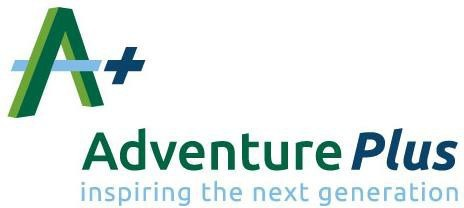 A+
Adventure Plus
inspiring the next generation